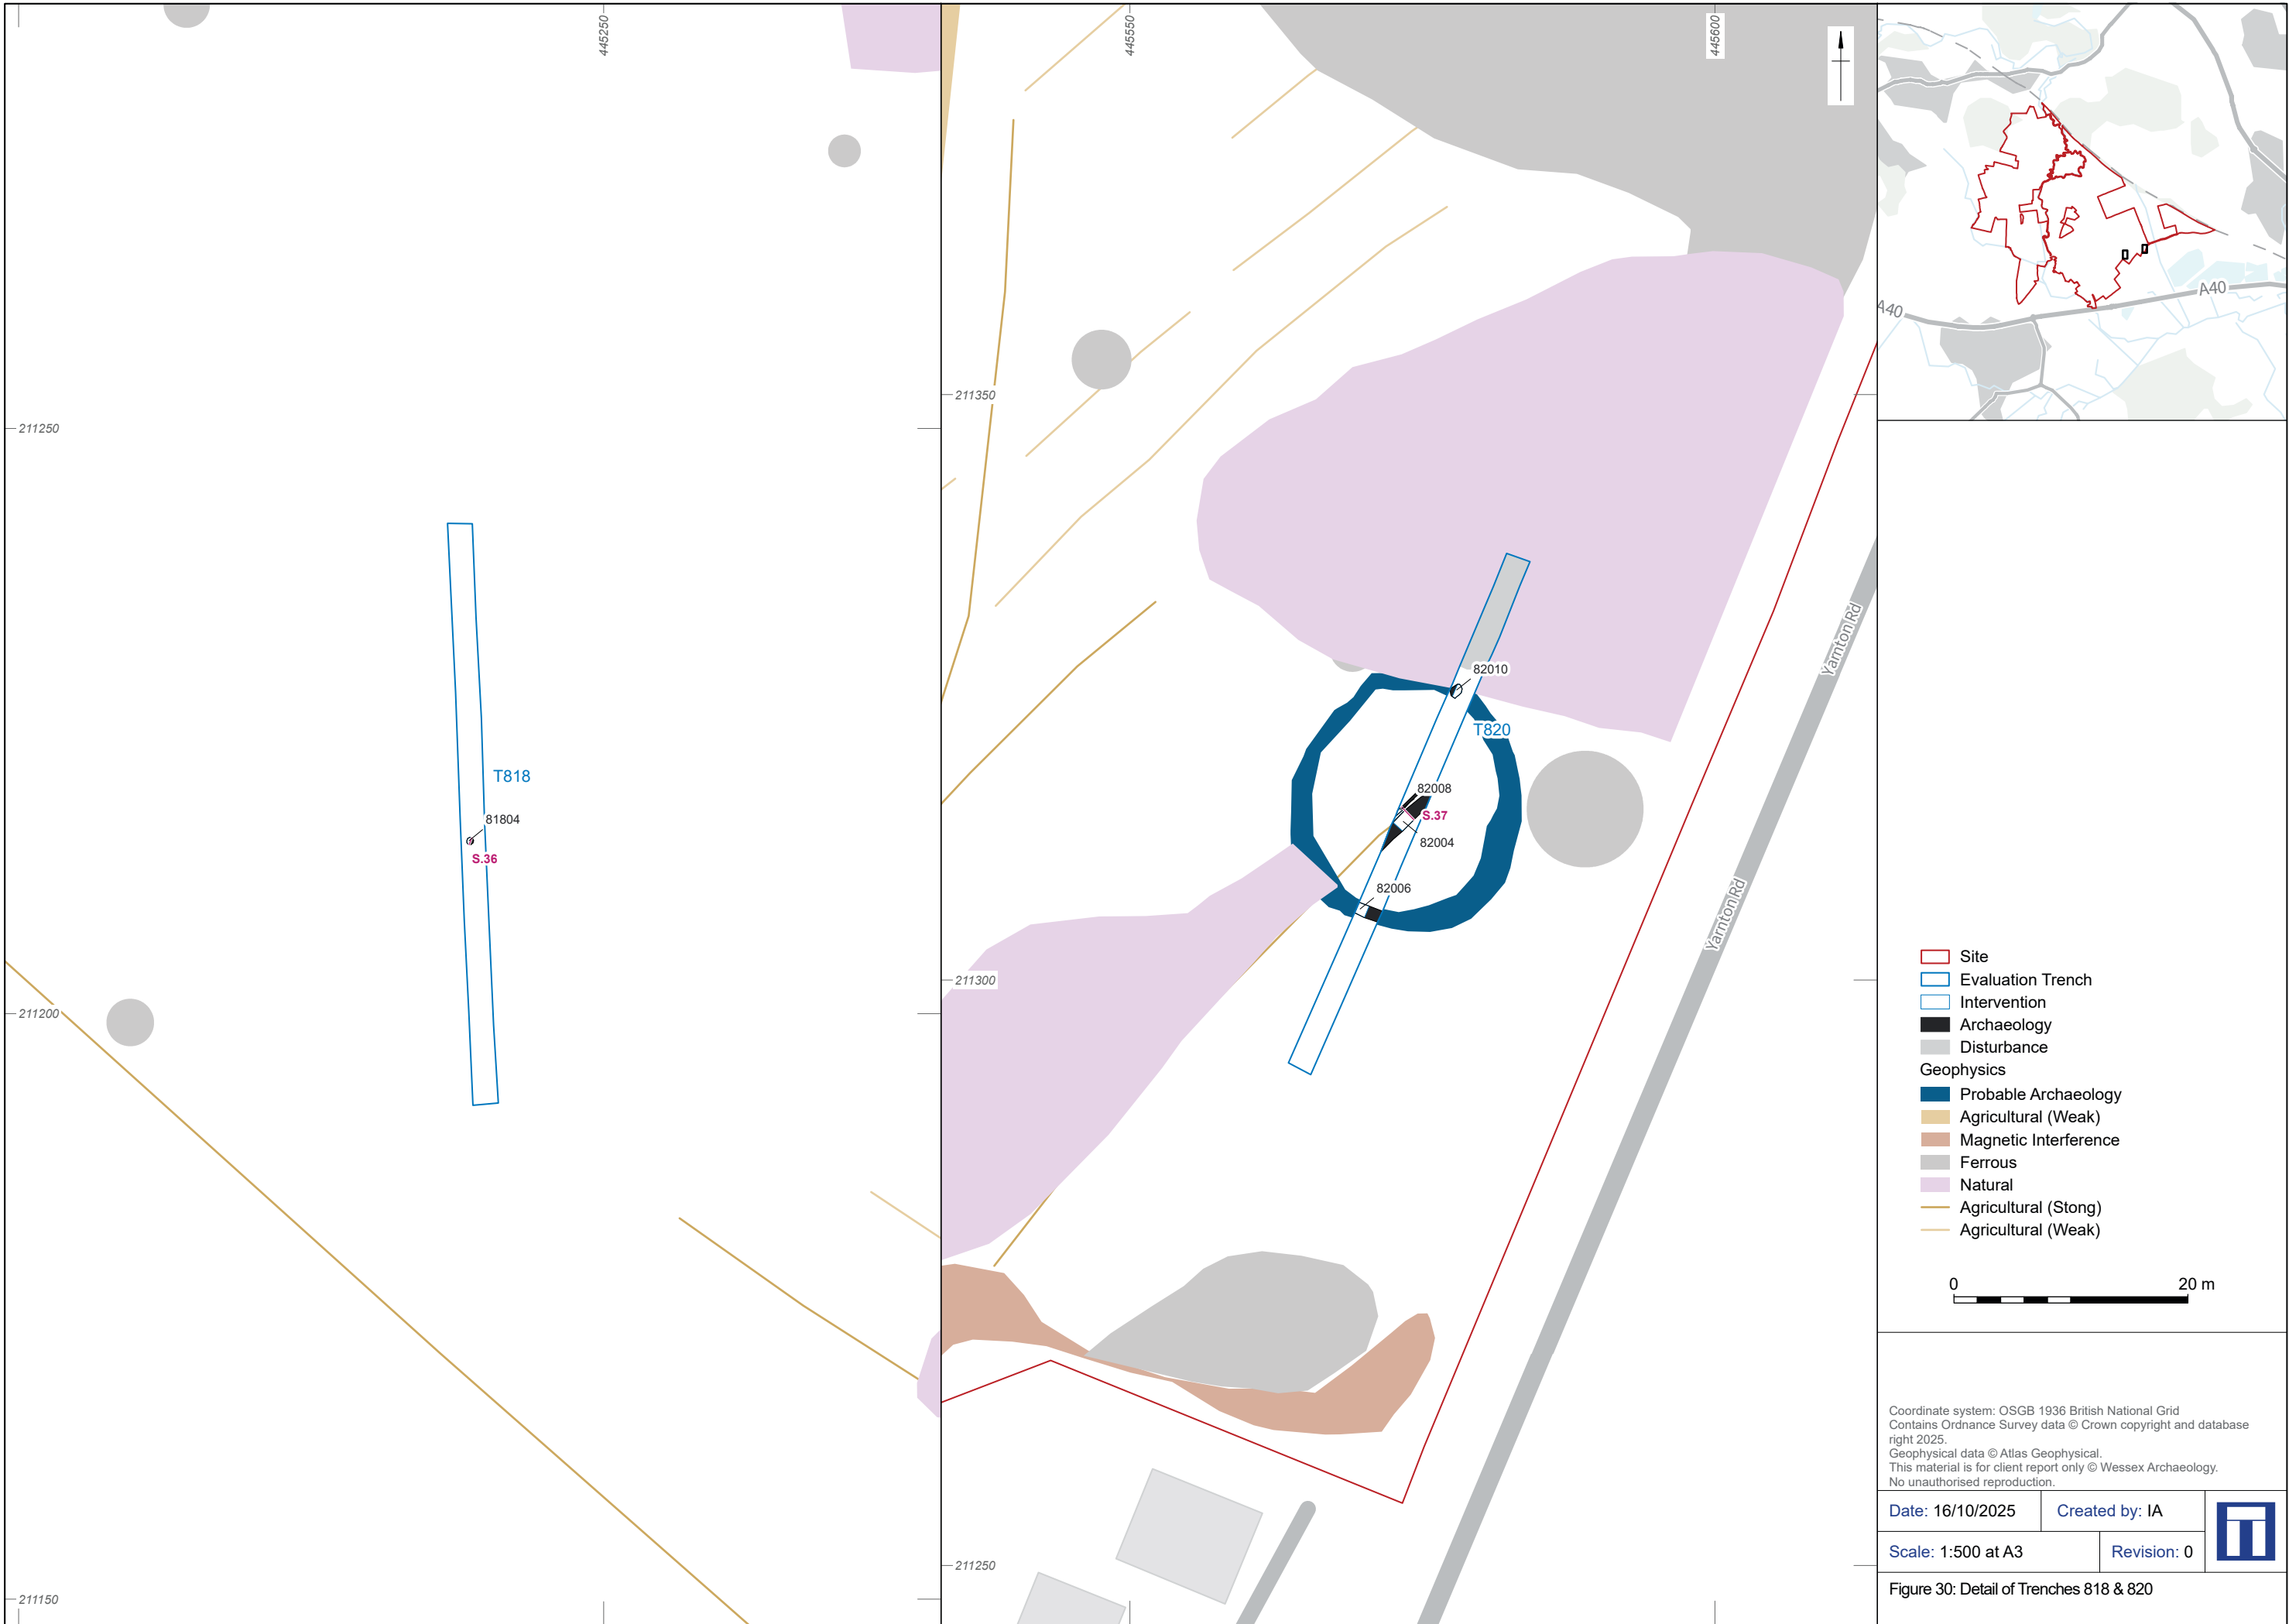 445250
445550
445600
211250
211200
211150
211350
211300
211250
T818
81804
S.36
82010
T820
82008
S.37
82004
82006
Yarnton Rd
Yarnton Rd
A40
A40
Site
Evaluation Trench
Intervention
Archaeology
Disturbance
Geophysics
Probable Archaeology
Agricultural (Weak)
Magnetic Interference
Ferrous
Natural
Agricultural (Stong)
Agricultural (Weak)
0 20 m
Coordinate system: OSGB 1936 British National Grid
Contains Ordnance Survey data © Crown copyright and database
right 2025.
Geophysical data © Atlas Geophysical.
This material is for client report only © Wessex Archaeology.
No unauthorised reproduction.
Date: 16/10/2025 Created by: IA
Scale: 1:500 at A3 Revision: 0
Figure 30: Detail of Trenches 818 & 820